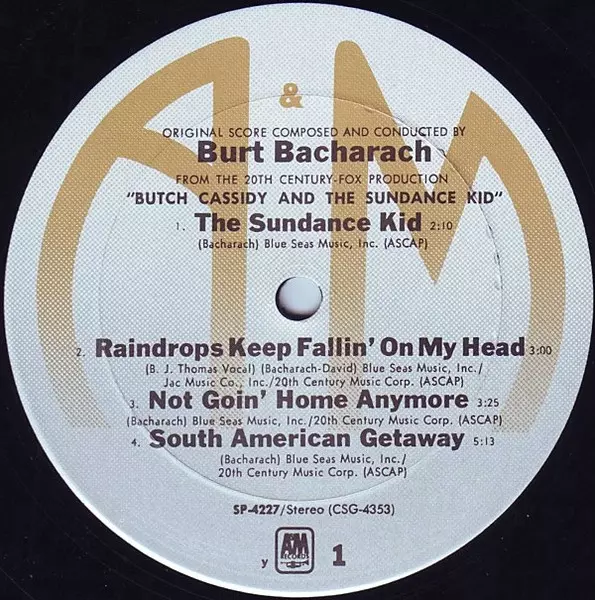 A&M
ORIGINAL SCORE COMPOSED AND CONDUCTED BY
Burt Bacharach
FROM THE 20TH CENTURY-FOX PRODUCTION
"BUTCH CASSIDY AND THE SUNDANCE KID"
1. The Sundance Kid 2:10
(Bacharach) Blue Seas Music, Inc. (ASCAP)
2. Raindrops Keep Fallin' On My Head 3:00
(B. J. Thomas Vocal) (Bacharach-David) Blue Seas Music, Inc./
Jac Music Co., Inc./20th Century Music Corp. (ASCAP)
3. Not Goin' Home Anymore 3:25
(Bacharach) Blue Seas Music, Inc./20th Century Music Corp. (ASCAP)
4. South American Getaway 5:13
(Bacharach) Blue Seas Music, Inc./
20th Century Music Corp. (ASCAP)
SP-4227/Stereo (CSG-4353)
y A&M RECORDS 1